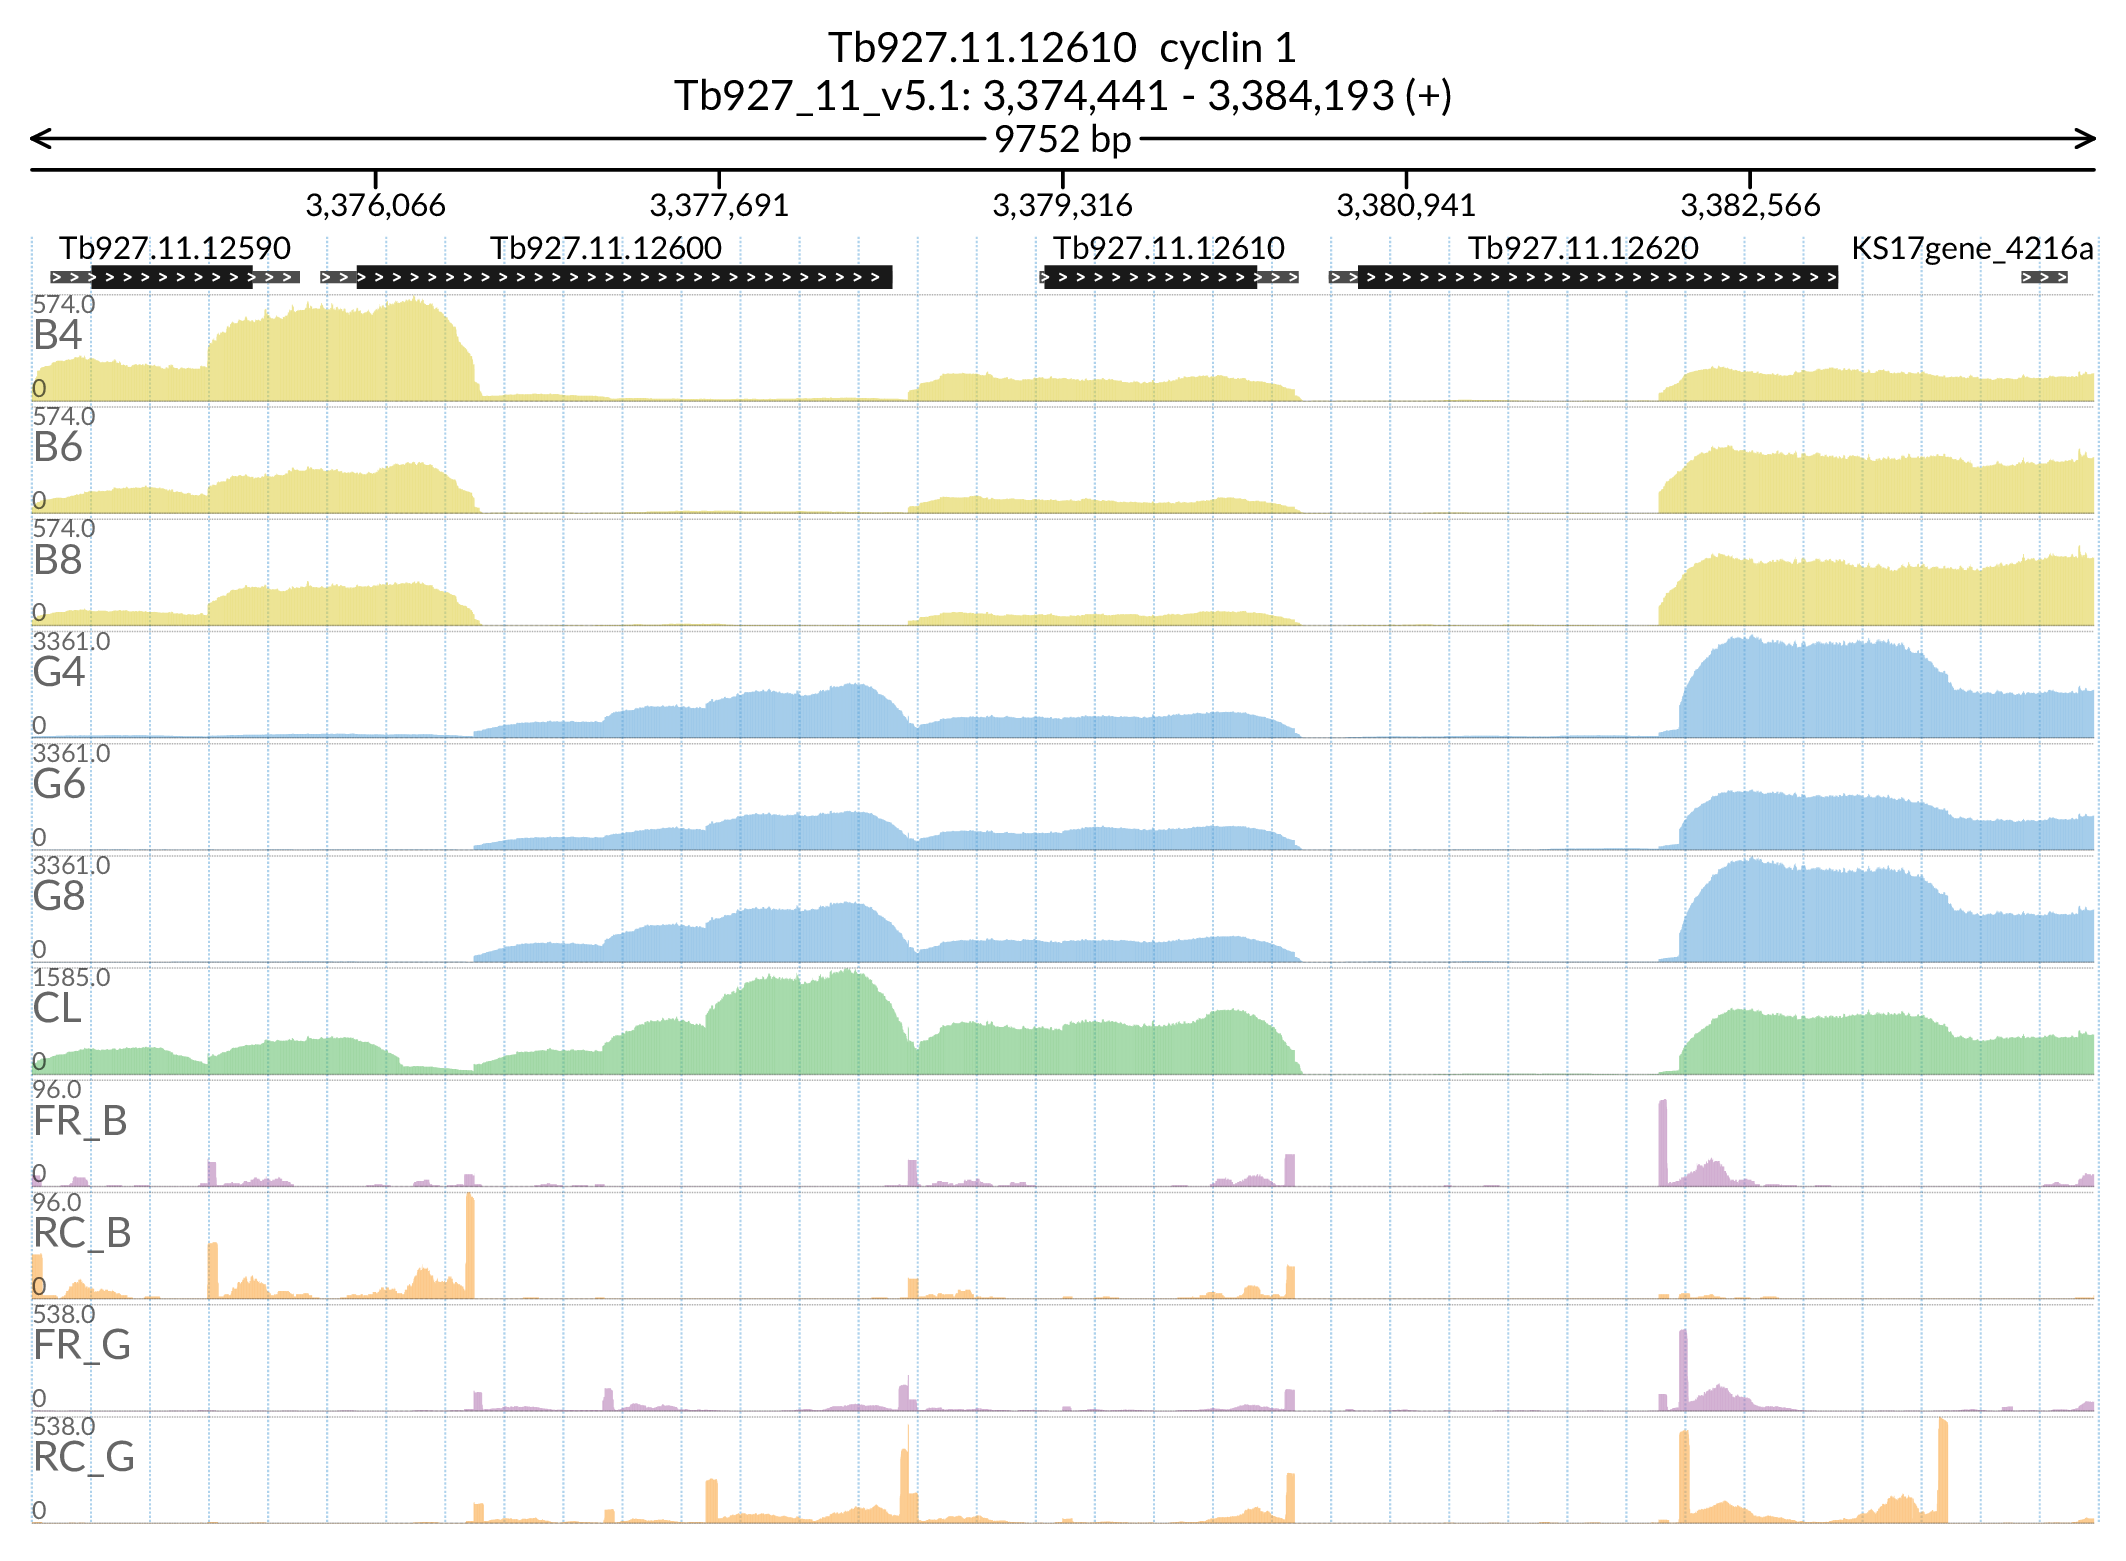 Tb927.11.12610  cyclin 1
Tb927_11_v5.1: 3,374,441 - 3,384,193 (+)
9752 bp
3,376,066 3,377,691 3,379,316 3,380,941 3,382,566
Tb927.11.12590 Tb927.11.12600 Tb927.11.12610 Tb927.11.12620 KS17gene_4216a
574.0
B4
0
574.0
B6
0
574.0
B8
0
3361.0
G4
0
3361.0
G6
0
3361.0
G8
0
1585.0
CL
0
96.0
FR_B
0
96.0
RC_B
0
538.0
FR_G
0
538.0
RC_G
0